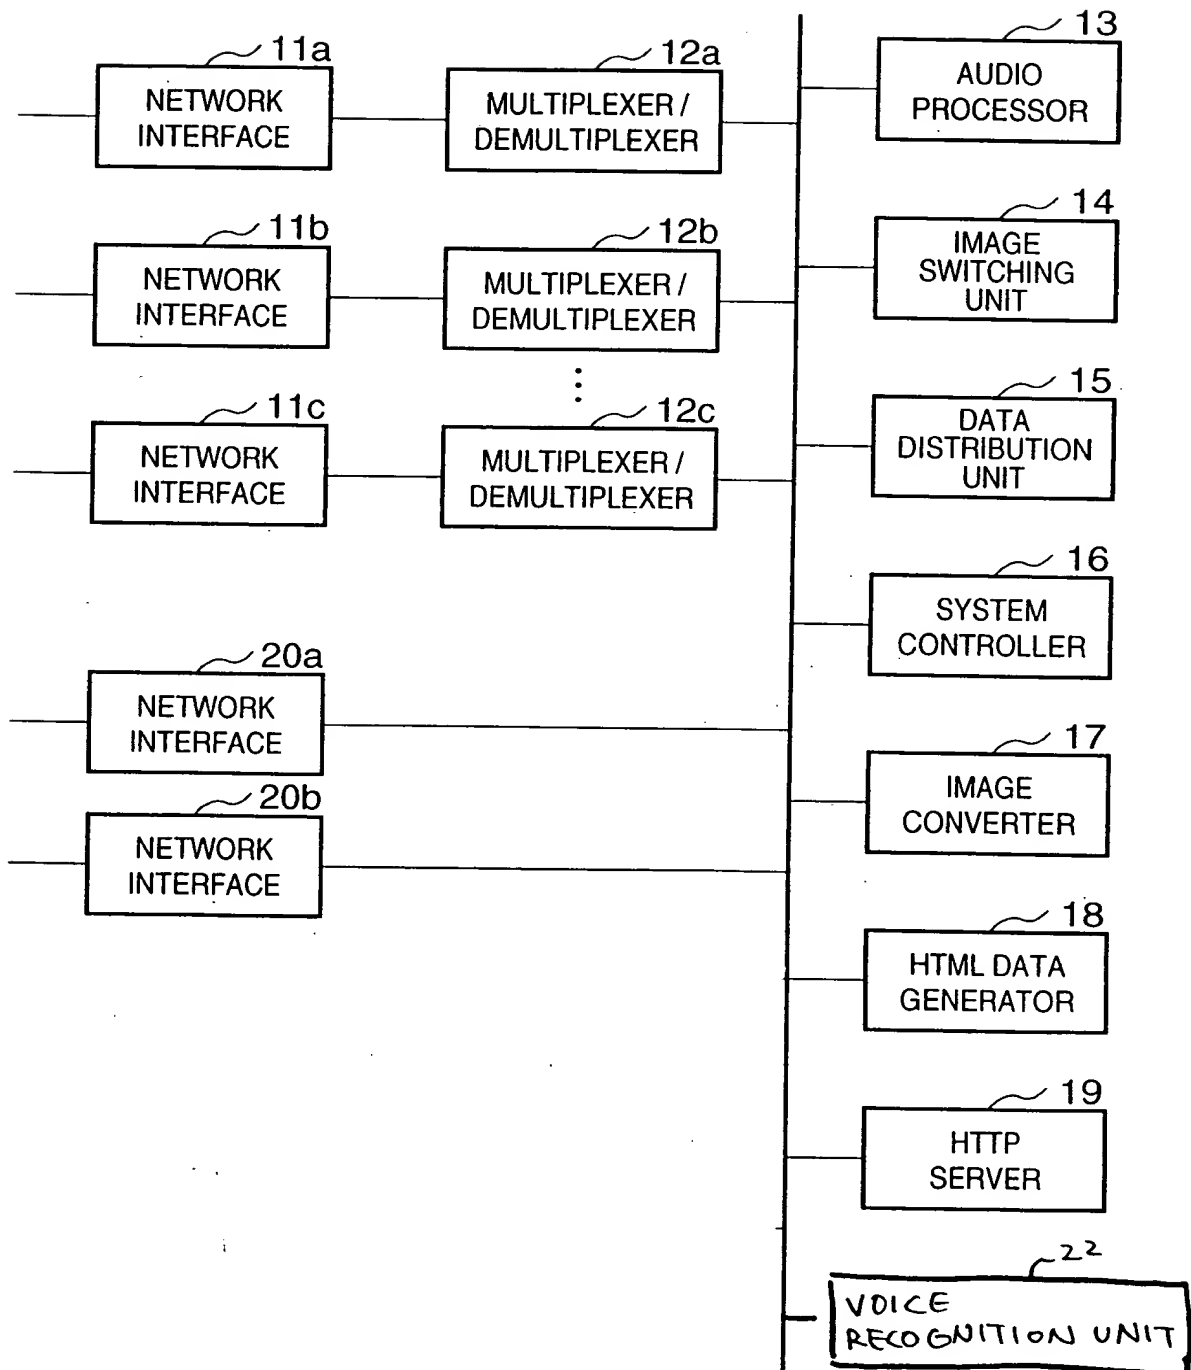 11a
NETWORK
INTERFACE
12a
MULTIPLEXER /
DEMULTIPLEXER
13
AUDIO
PROCESSOR
11b
NETWORK
INTERFACE
12b
MULTIPLEXER /
DEMULTIPLEXER
14
IMAGE
SWITCHING
UNIT
11c
NETWORK
INTERFACE
12c
MULTIPLEXER /
DEMULTIPLEXER
15
DATA
DISTRIBUTION
UNIT
16
SYSTEM
CONTROLLER
20a
NETWORK
INTERFACE
17
IMAGE
CONVERTER
20b
NETWORK
INTERFACE
18
HTML DATA
GENERATOR
19
HTTP
SERVER
22
VOICE
RECOGNITION UNIT